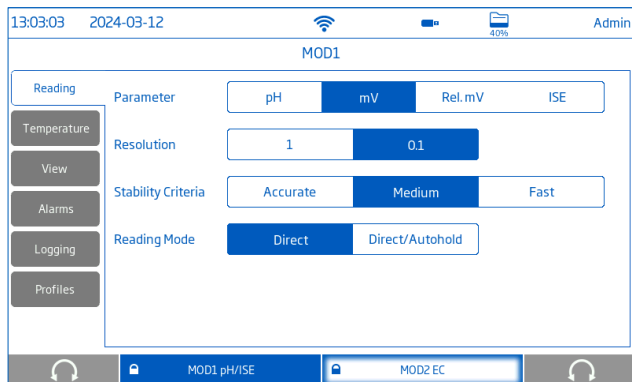 13:03:03 2024-03-12 40% Admin
MOD1
Reading
Parameter pH mV Rel. mV ISE
Temperature
Resolution 1 0.1
View
Stability Criteria Accurate Medium Fast
Alarms
Reading Mode Direct Direct/Autohold
Logging
Profiles
MOD1 pH/ISE MOD2 EC